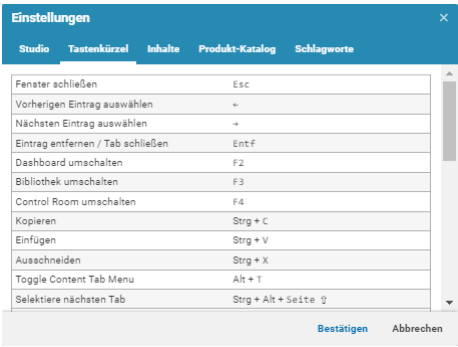 Einstellungen ×
Studio Tastenkürzel Inhalte Produkt-Katalog Schlagworte
Fenster schließen Esc
Vorherigen Eintrag auswählen ←
Nächsten Eintrag auswählen →
Eintrag entfernen / Tab schließen Entf
Dashboard umschalten F2
Bibliothek umschalten F3
Control Room umschalten F4
Kopieren Strg + C
Einfügen Strg + V
Ausschneiden Strg + X
Toggle Content Tab Menu Alt + T
Selektiere nächsten Tab Strg + Alt + Seite ⇧
Bestätigen Abbrechen